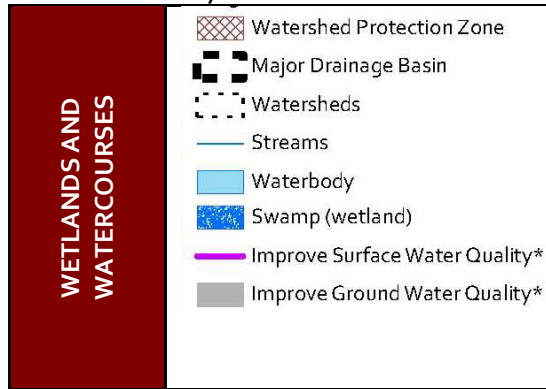 WETLANDS AND
WATERCOURSES
Watershed Protection Zone
Major Drainage Basin
Watersheds
Streams
Waterbody
Swamp (wetland)
Improve Surface Water Quality*
Improve Ground Water Quality*